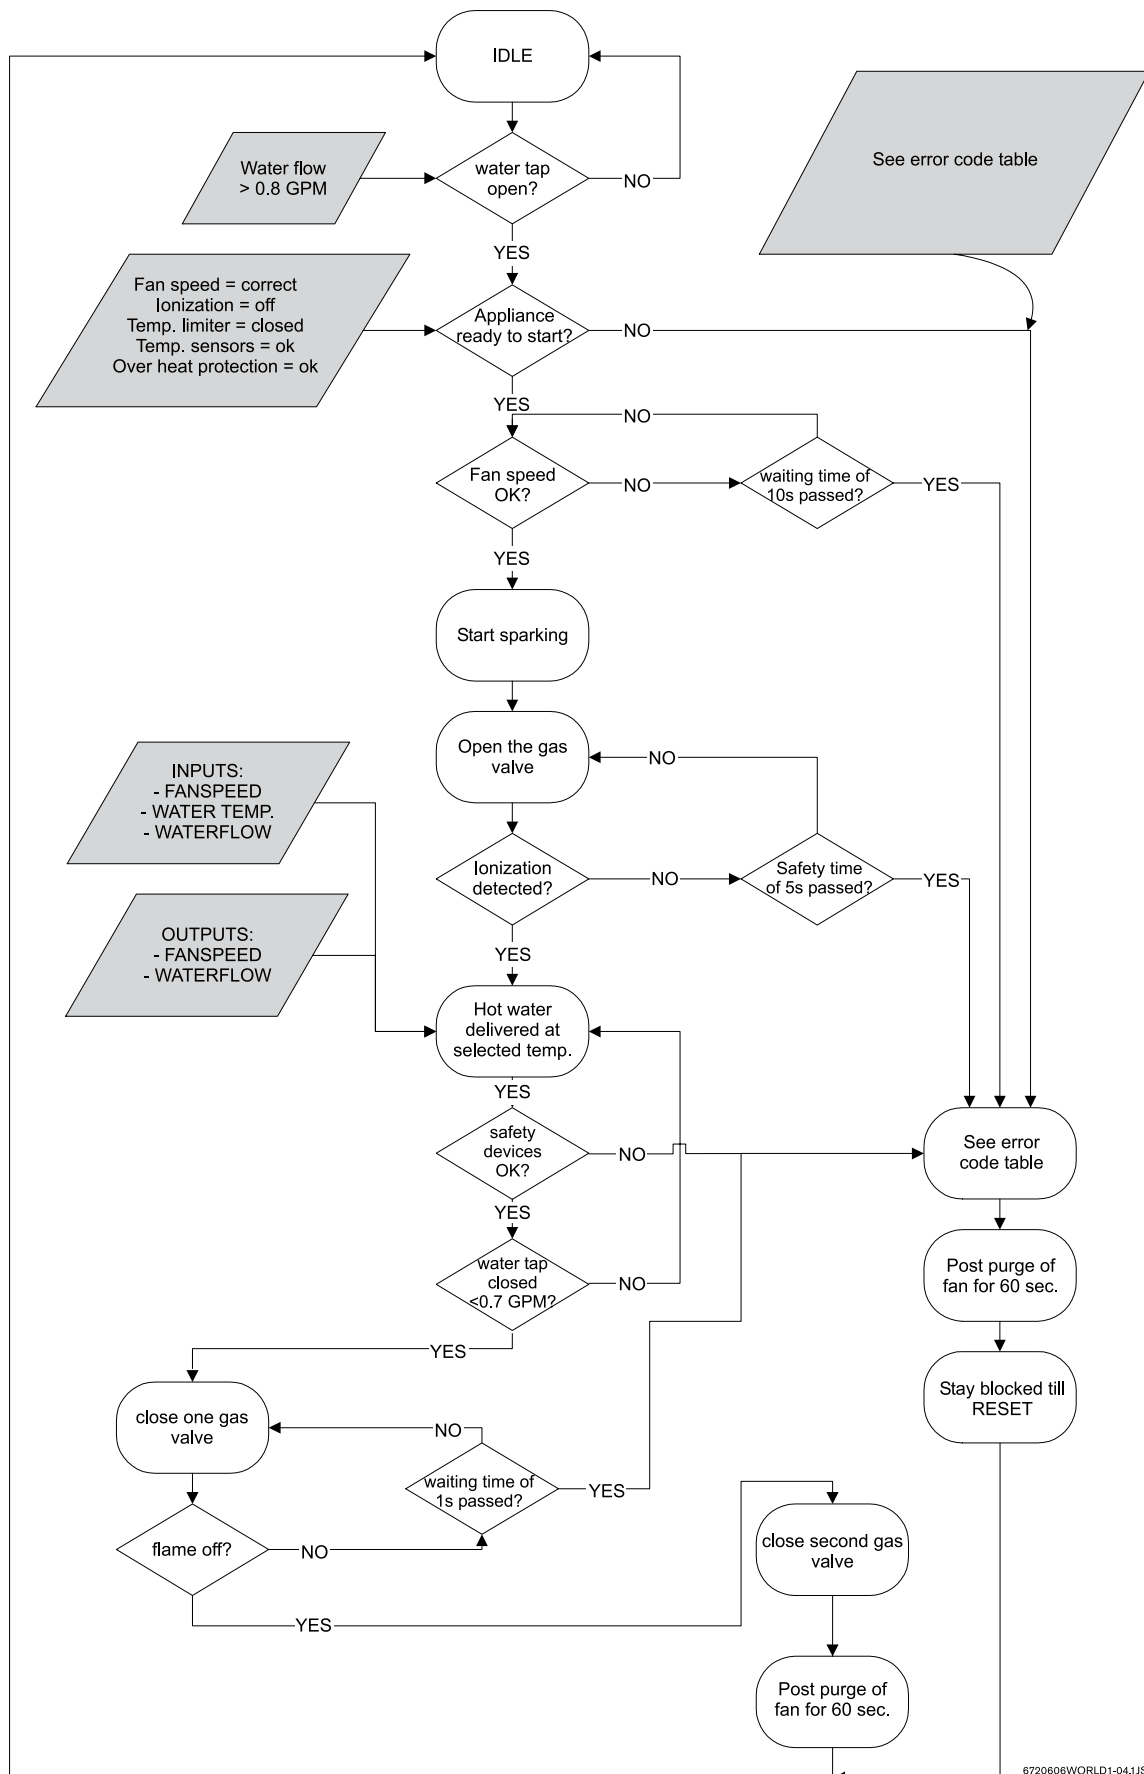 IDLE
Water flow
> 0.8 GPM
water tap
open?
NO
See error code table
YES
Fan speed = correct
Ionization = off
Temp. limiter = closed
Temp. sensors = ok
Over heat protection = ok
Appliance
ready to start?
NO
YES
NO
Fan speed
OK?
NO
waiting time of
10s passed?
YES
YES
Start sparking
Open the gas
valve
NO
INPUTS:
- FANSPEED
- WATER TEMP.
- WATERFLOW
Ionization
detected?
NO
Safety time
of 5s passed?
YES
OUTPUTS:
- FANSPEED
- WATERFLOW
YES
Hot water
delivered at
selected temp.
YES
safety
devices
OK?
NO
See error
code table
YES
water tap
closed
<0.7 GPM?
NO
Post purge of
fan for 60 sec.
YES
Stay blocked till
RESET
close one gas
valve
NO
waiting time of
1s passed?
YES
flame off?
NO
close second gas
valve
YES
Post purge of
fan for 60 sec.